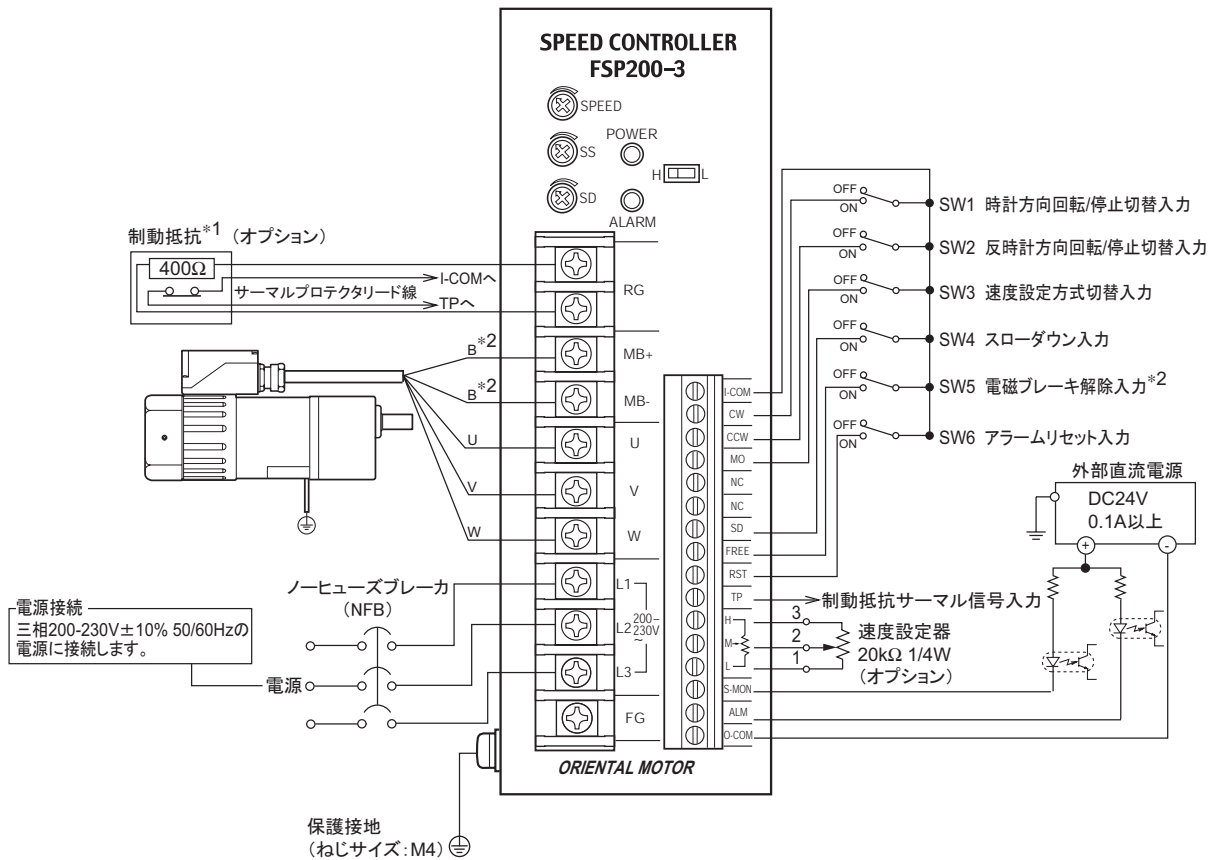 SPEED CONTROLLER
FSP200-3
SPEED
SS
SD
POWER
H
L
ALARM
制動抵抗*1 (オプション)
400Ω
I-COMへ
サーマルプロテクタリード線
TPへ
RG
B*2
MB+
B*2
MB-
U
U
V
V
W
W
ノーヒューズブレーカ
(NFB)
電源接続
三相200-230V±10% 50/60Hzの
電源に接続します。
電源
L1
L2
200-
230V
~
L3
FG
ORIENTAL MOTOR
保護接地
(ねじサイズ:M4)
I-COM
CW
CCW
MO
NC
NC
SD
FREE
RST
TP
H
M
L
S-MON
ALM
O-COM
OFF
ON
SW1 時計方向回転/停止切替入力
OFF
ON
SW2 反時計方向回転/停止切替入力
OFF
ON
SW3 速度設定方式切替入力
OFF
ON
SW4 スローダウン入力
OFF
ON
SW5 電磁ブレーキ解除入力*2
OFF
ON
SW6 アラームリセット入力
外部直流電源
DC24V
0.1A以上
+
-
制動抵抗サーマル信号入力
3
2
1
速度設定器
20kΩ 1/4W
(オプション)